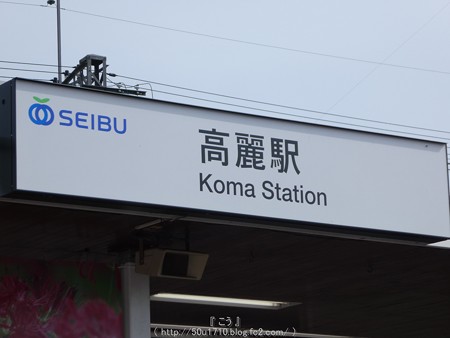 SEIBU
高麗駅
Koma Station
『 こう 』
( http://50u1710.blog.fc2.com/ )